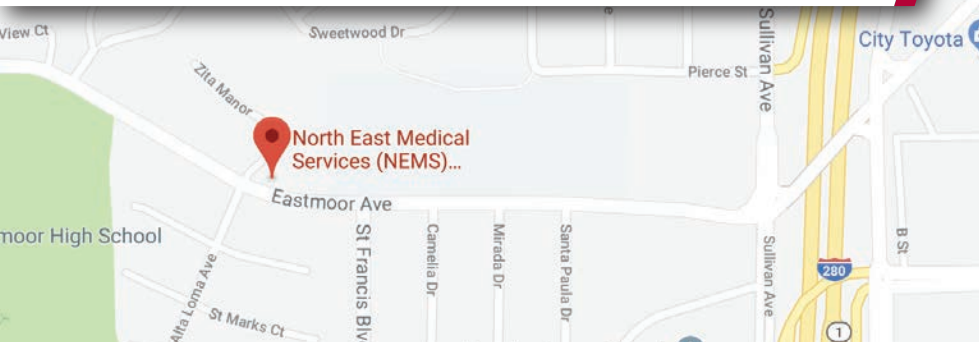 View Ct
Sweetwood Dr
Sullivan Ave
City Toyota
Pierce St
Zita Manor
North East Medical
Services (NEMS)...
Eastmoor Ave
moor High School
St Francis Blv
Camelia Dr
Mirada Dr
Santa Paula Dr
Sullivan Ave
B St
280
Alta Loma Ave
St Marks Ct
1